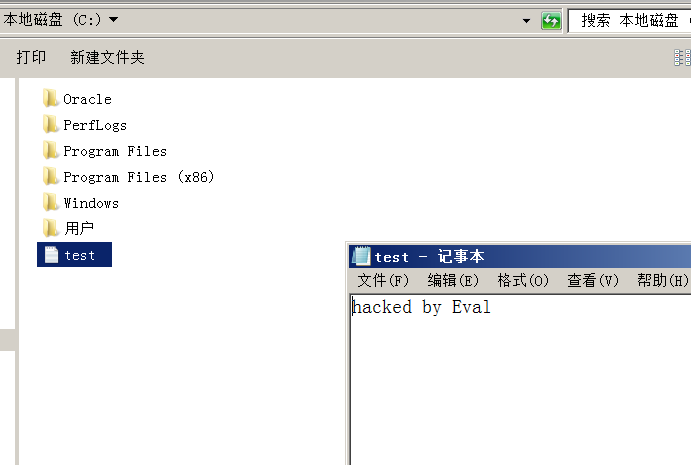 本地磁盘 (C:)
搜索 本地磁盘
打印 新建文件夹
Oracle
PerfLogs
Program Files
Program Files (x86)
Windows
用户
test
test - 记事本
文件(F) 编辑(E) 格式(O) 查看(V) 帮助(H)
hacked by Eval